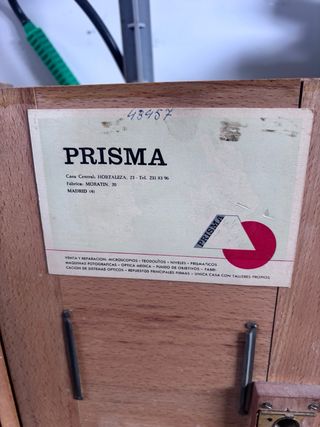 43457
PRISMA
Casa Central: HORTALEZA, 23 - Tel. 231 83 96
Fábrica: MORATIN, 20
MADRID (4)
PRISMA
VENTA Y REPARACION: MICROSCOPIOS • TEODOLITOS • NIVELES • PRISMATICOS
MAQUINAS FOTOGRAFICAS • OPTICA MEDICA • PULIDO DE OBJETIVOS • FABRI-
CACION DE SISTEMAS OPTICOS • REPUESTOS PRINCIPALES FIRMAS • UNICA CASA CON TALLERES PROPIOS